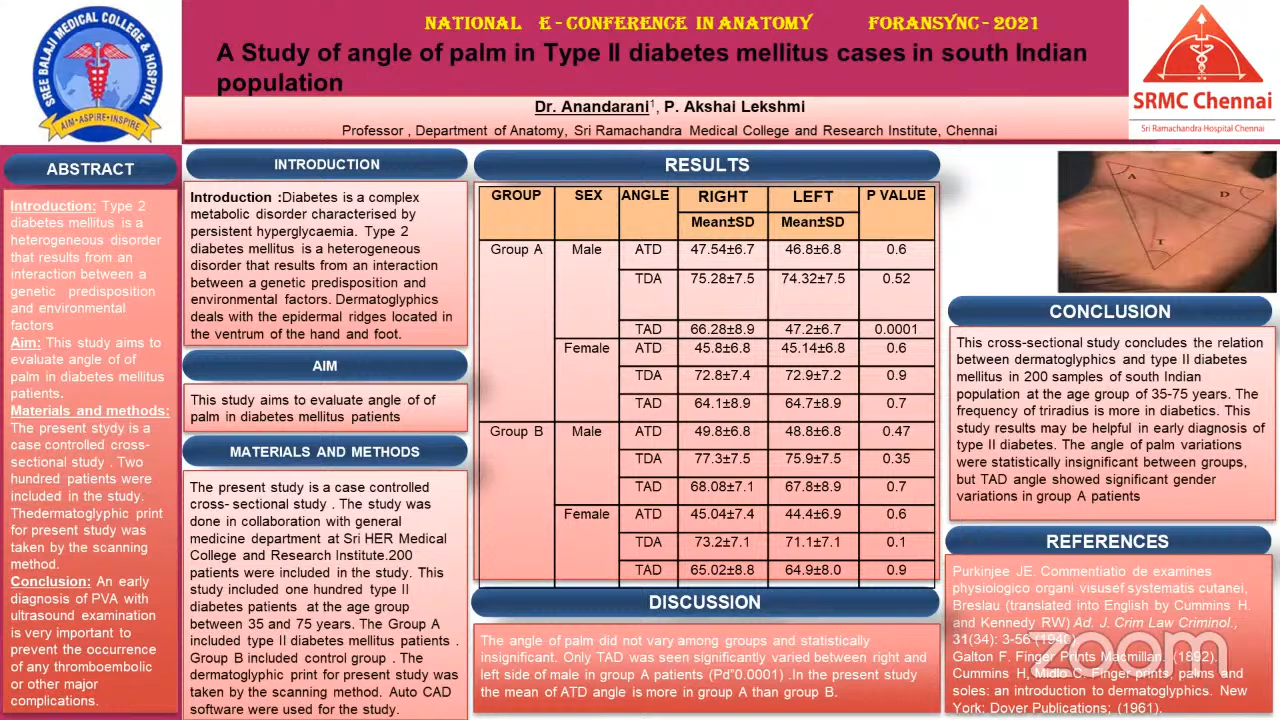 NATIONAL E - CONFERENCE IN ANATOMY FORANSYNC - 2021
A Study of angle of palm in Type II diabetes mellitus cases in south Indian
population
Dr. Anandarani¹, P. Akshai Lekshmi
Professor , Department of Anatomy, Sri Ramachandra Medical College and Research Institute, Chennai
SREE BALAJI MEDICAL COLLEGE & HOSPITAL
AIM - ASPIRE - INSPIRE
SRMC Chennai
Sri Ramachandra Hospital Chennai
ABSTRACT
Introduction: Type 2
diabetes mellitus is a
heterogeneous disorder
that results from an
interaction between a
genetic predisposition
and environmental
factors
Aim: This study aims to
evaluate angle of of
palm in diabetes mellitus
patients.
Materials and methods:
The present stydy is a
case controlled cross-
sectional study . Two
hundred patients were
included in the study.
Thedermatoglyphic print
for present study was
taken by the scanning
method.
Conclusion: An early
diagnosis of PVA with
ultrasound examination
is very important to
prevent the occurrence
of any thromboembolic
or other major
complications.
INTRODUCTION
Introduction :Diabetes is a complex
metabolic disorder characterised by
persistent hyperglycaemia. Type 2
diabetes mellitus is a heterogeneous
disorder that results from an interaction
between a genetic predisposition and
environmental factors. Dermatoglyphics
deals with the epidermal ridges located in
the ventrum of the hand and foot.
AIM
This study aims to evaluate angle of of
palm in diabetes mellitus patients
MATERIALS AND METHODS
The present study is a case controlled
cross- sectional study . The study was
done in collaboration with general
medicine department at Sri HER Medical
College and Research Institute.200
patients were included in the study. This
study included one hundred type II
diabetes patients at the age group
between 35 and 75 years. The Group A
included type II diabetes mellitus patients .
Group B included control group . The
dermatoglyphic print for present study was
taken by the scanning method. Auto CAD
software were used for the study.
RESULTS
GROUP SEX ANGLE RIGHT LEFT P VALUE
Mean±SD Mean±SD
Group A Male ATD 47.54±6.7 46.8±6.8 0.6
TDA 75.28±7.5 74.32±7.5 0.52
TAD 66.28±8.9 47.2±6.7 0.0001
Female ATD 45.8±6.8 45.14±6.8 0.6
TDA 72.8±7.4 72.9±7.2 0.9
TAD 64.1±8.9 64.7±8.9 0.7
Group B Male ATD 49.8±6.8 48.8±6.8 0.47
TDA 77.3±7.5 75.9±7.5 0.35
TAD 68.08±7.1 67.8±8.9 0.7
Female ATD 45.04±7.4 44.4±6.9 0.6
TDA 73.2±7.1 71.1±7.1 0.1
TAD 65.02±8.8 64.9±8.0 0.9
DISCUSSION
The angle of palm did not vary among groups and statistically
insignificant. Only TAD was seen significantly varied between right and
left side of male in group A patients (Pd"0.0001) .In the present study
the mean of ATD angle is more in group A than group B.
A
D
T
CONCLUSION
This cross-sectional study concludes the relation
between dermatoglyphics and type II diabetes
mellitus in 200 samples of south Indian
population at the age group of 35-75 years. The
frequency of triradius is more in diabetics. This
study results may be helpful in early diagnosis of
type II diabetes. The angle of palm variations
were statistically insignificant between groups,
but TAD angle showed significant gender
variations in group A patients
REFERENCES
Purkinjee JE. Commentiatio de examines
physiologico organi visusef systematis cutanei,
Breslau (translated into English by Cummins H.
and Kennedy RW) Ad. J. Crim Law Criminol.,
31(34): 3-56 (1940).
Galton F. Finger Prints Macmillan. (1892).
Cummins H, Midlo C. Finger prints, palms and
soles: an introduction to dermatoglyphics. New
York; Dover Publications; (1961).
zoom